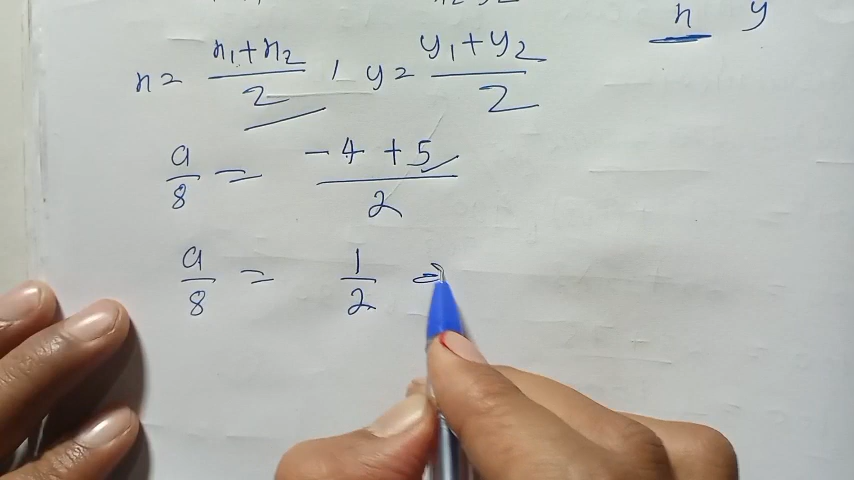 x y
x = x₁+x₂/2 , y = y₁+y₂/2
a/8 = -4 +5/2
a/8 = 1/2 ⇒